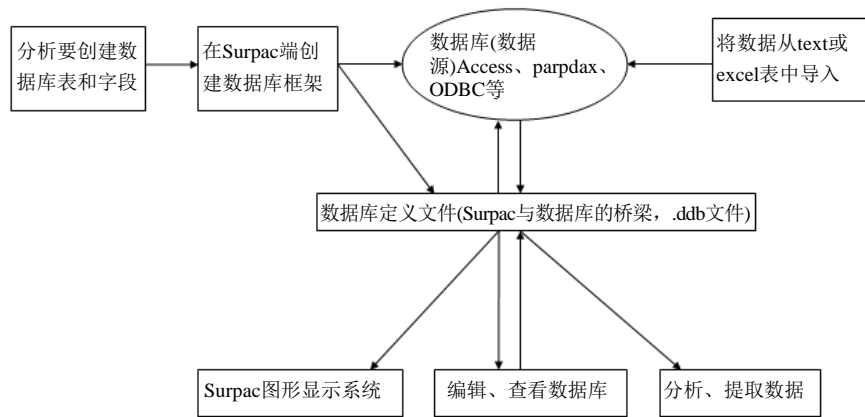 分析要创建数
据库表和字段
在Surpac端创
建数据库框架
数据库(数据
源)Access、parpdax、
ODBC等
将数据从text或
excel表中导入
数据库定义文件(Surpac与数据库的桥梁，.ddb文件)
Surpac图形显示系统
编辑、查看数据库
分析、提取数据